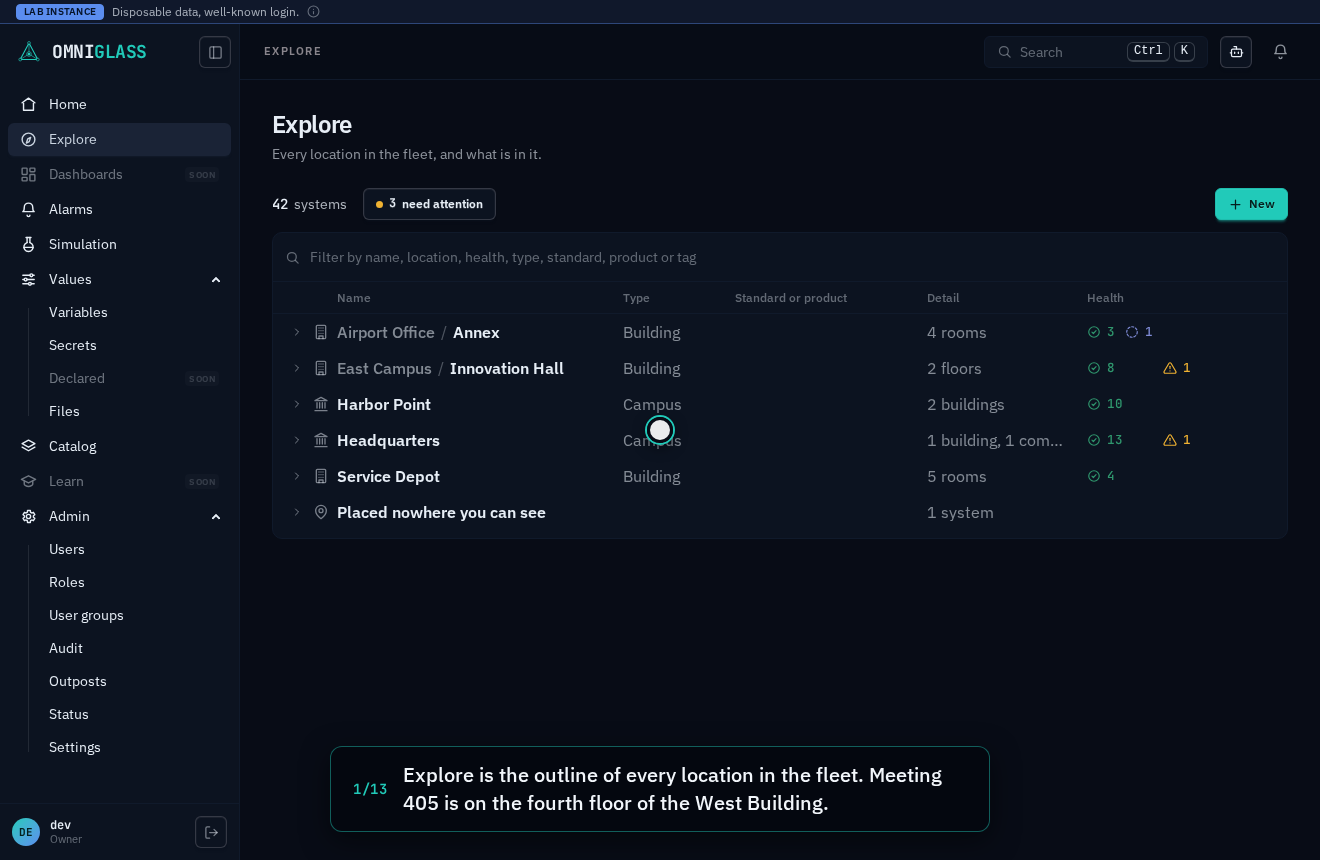 LAB INSTANCE Disposable data, well-known login.
OMNIGLASS
EXPLORE
Search Ctrl K
Home
Explore
Dashboards SOON
Alarms
Simulation
Values
Variables
Secrets
Declared SOON
Files
Catalog
Learn SOON
Admin
Users
Roles
User groups
Audit
Outposts
Status
Settings
DE dev
Owner
Explore
Every location in the fleet, and what is in it.
42 systems 3 need attention New
Filter by name, location, health, type, standard, product or tag
Name Type Standard or product Detail Health
Airport Office / Annex Building 4 rooms 3 1
East Campus / Innovation Hall Building 2 floors 8 1
Harbor Point Campus 2 buildings 10
Headquarters Campus 1 building, 1 com... 13 1
Service Depot Building 5 rooms 4
Placed nowhere you can see 1 system
1/13 Explore is the outline of every location in the fleet. Meeting
405 is on the fourth floor of the West Building.